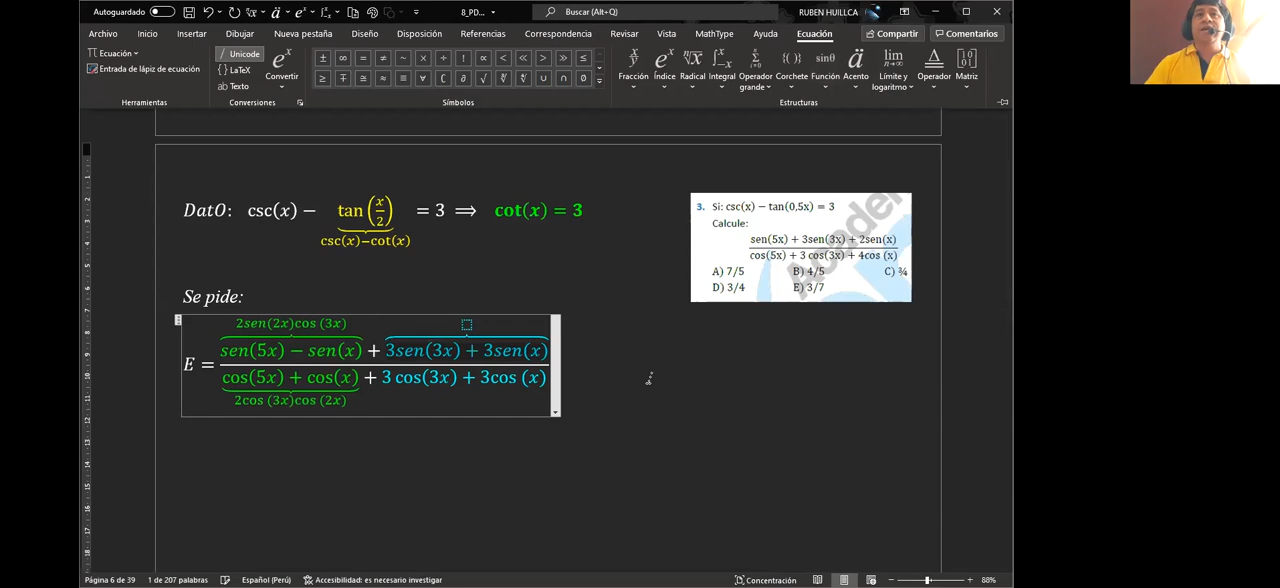 Autoguardado
8_PD...
Buscar (Alt+Q)
RUBEN HUILLCA
Archivo Inicio Insertar Dibujar Nueva pestaña Diseño Disposición Referencias Correspondencia Revisar Vista MathType Ayuda Ecuación Compartir Comentarios
Ecuación
Entrada de lápiz de ecuación
Unicode
LaTeX
ab Texto
Convertir
Fracción Índice Radical Integral Operador grande Corchete Función Acento Límite y logaritmo Operador Matriz
Herramientas Conversiones Símbolos Estructuras
DatO: csc(x) − tan(x/2) = 3 ⟹ cot(x) = 3
csc(x)−cot(x)
3. Si: csc(x) − tan(0,5x) = 3
Calcule:
sen(5x) + 3sen(3x) + 2sen(x)
cos(5x) + 3 cos(3x) + 4cos (x)
A) 7/5 B) 4/5 C) ¾
D) 3/4 E) 3/7
Academ
Se pide:
2sen(2x)cos (3x)
sen(5x) − sen(x) + 3sen(3x) + 3sen(x)
E =
cos(5x) + cos(x) + 3 cos(3x) + 3cos (x)
2cos (3x)cos (2x)
Página 6 de 39 1 de 207 palabras Español (Perú) Accesibilidad: es necesario investigar Concentración 88%